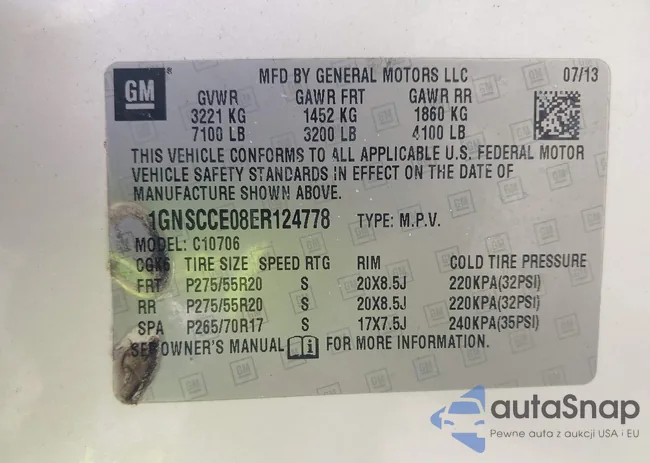 GM
MFD BY GENERAL MOTORS LLC 07/13
GVWR GAWR FRT GAWR RR
3221 KG 1452 KG 1860 KG
7100 LB 3200 LB 4100 LB
THIS VEHICLE CONFORMS TO ALL APPLICABLE U.S. FEDERAL MOTOR
VEHICLE SAFETY STANDARDS IN EFFECT ON THE DATE OF
MANUFACTURE SHOWN ABOVE.
1GNSCCE08ER124778 TYPE: M.P.V.
MODEL: C10706
CGK6 TIRE SIZE SPEED RTG RIM COLD TIRE PRESSURE
FRT P275/55R20 S 20X8.5J 220KPA(32PSI)
RR P275/55R20 S 20X8.5J 220KPA(32PSI)
SPA P265/70R17 S 17X7.5J 240KPA(35PSI)
SEE OWNER'S MANUAL FOR MORE INFORMATION.
autaSnap
Pewne auta z aukcji USA i EU